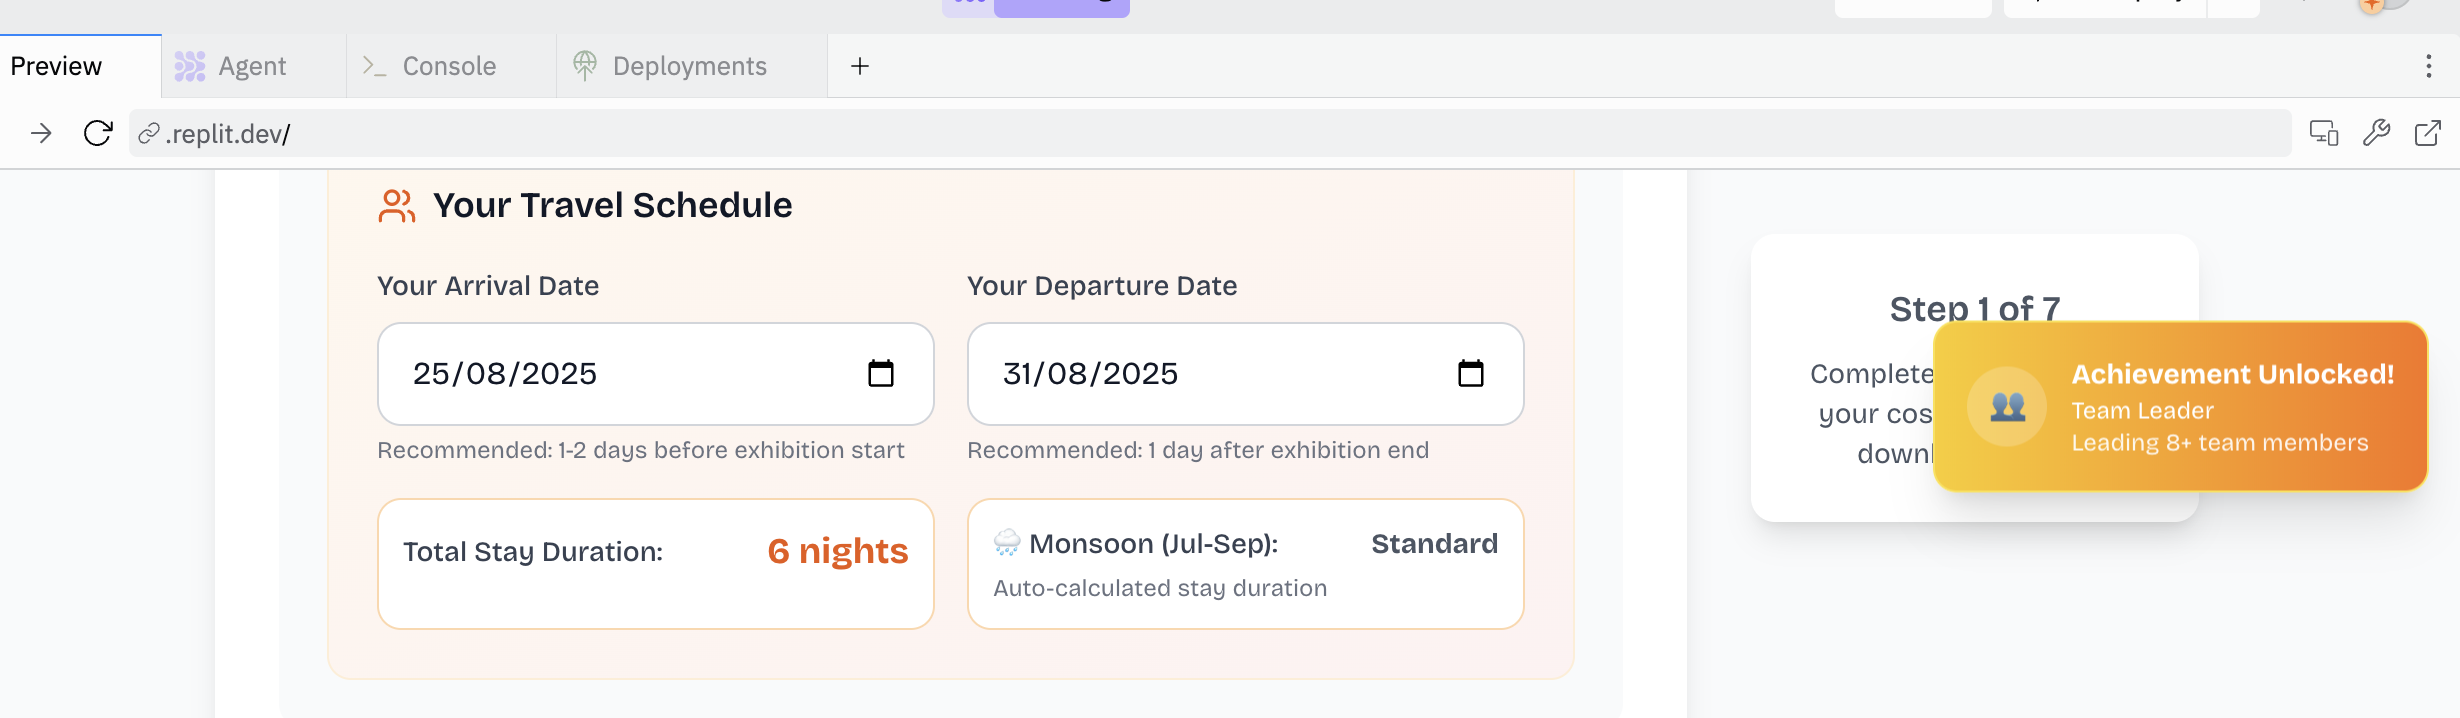 Preview
Agent
Console
Deployments
.replit.dev/
Your Travel Schedule
Your Arrival Date
Your Departure Date
25/08/2025
31/08/2025
Recommended: 1-2 days before exhibition start
Recommended: 1 day after exhibition end
Total Stay Duration:
6 nights
Monsoon (Jul-Sep):
Standard
Auto-calculated stay duration
Step 1 of 7
Complete
your
Achievement Unlocked!
Team Leader
Leading 8+ team members